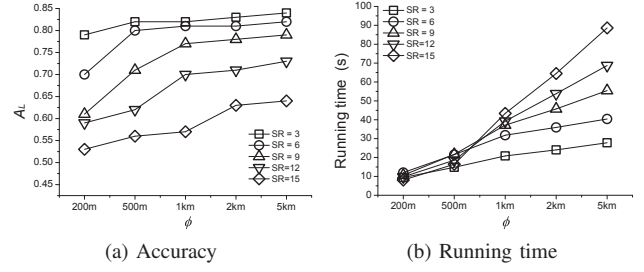 0.85
0.80
0.75
0.70
0.65
0.60
0.55
0.50
0.45
A_L
200m 500m 1km 2km 5km
ϕ
SR = 3
SR = 6
SR = 9
SR=12
SR=15
(a) Accuracy
100
90
80
70
60
50
40
30
20
10
0
Running time (s)
200m 500m 1km 2km 5km
ϕ
SR = 3
SR = 6
SR = 9
SR=12
SR=15
(b) Running time